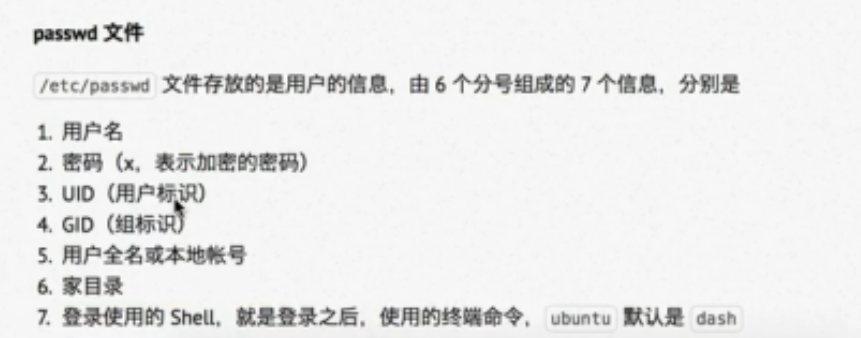 passwd 文件
/etc/passwd 文件存放的是用户的信息，由 6 个分号组成的 7 个信息，分别是
1. 用户名
2. 密码（x，表示加密的密码）
3. UID（用户标识）
4. GID（组标识）
5. 用户全名或本地帐号
6. 家目录
7. 登录使用的 Shell，就是登录之后，使用的终端命令，ubuntu 默认是 dash